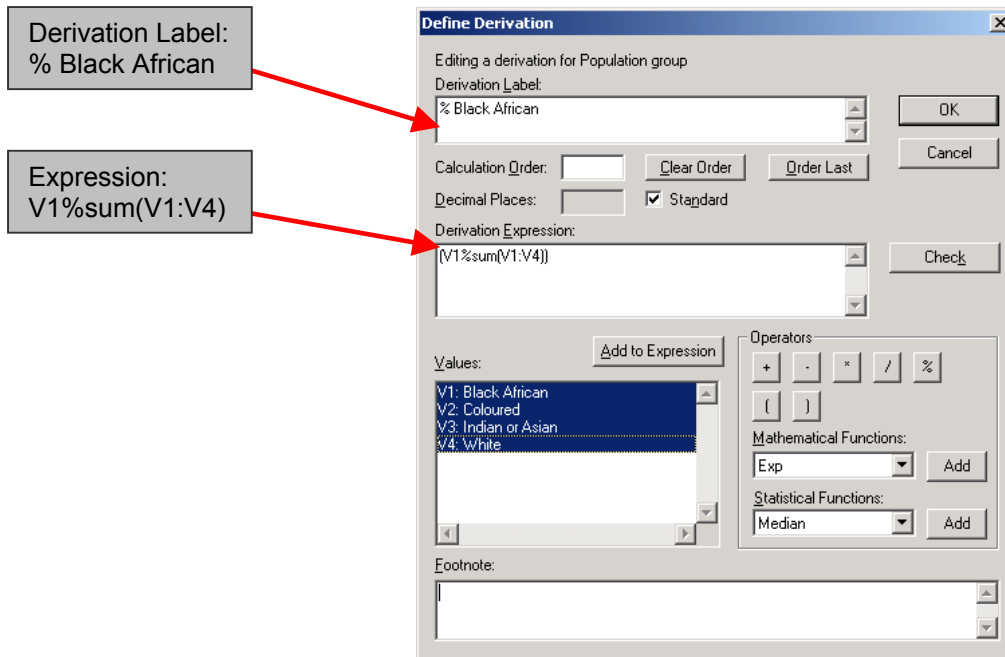 Derivation Label:
% Black African
Expression:
V1%sum(V1:V4)
Define Derivation
Editing a derivation for Population group
Derivation Label:
% Black African
OK
Cancel
Calculation Order:
Clear Order
Order Last
Decimal Places:
Standard
Derivation Expression:
(V1%sum(V1:V4))
Check
Values:
Add to Expression
V1: Black African
V2: Coloured
V3: Indian or Asian
V4: White
Operators
+ - * / %
( )
Mathematical Functions:
Exp
Add
Statistical Functions:
Median
Add
Footnote: